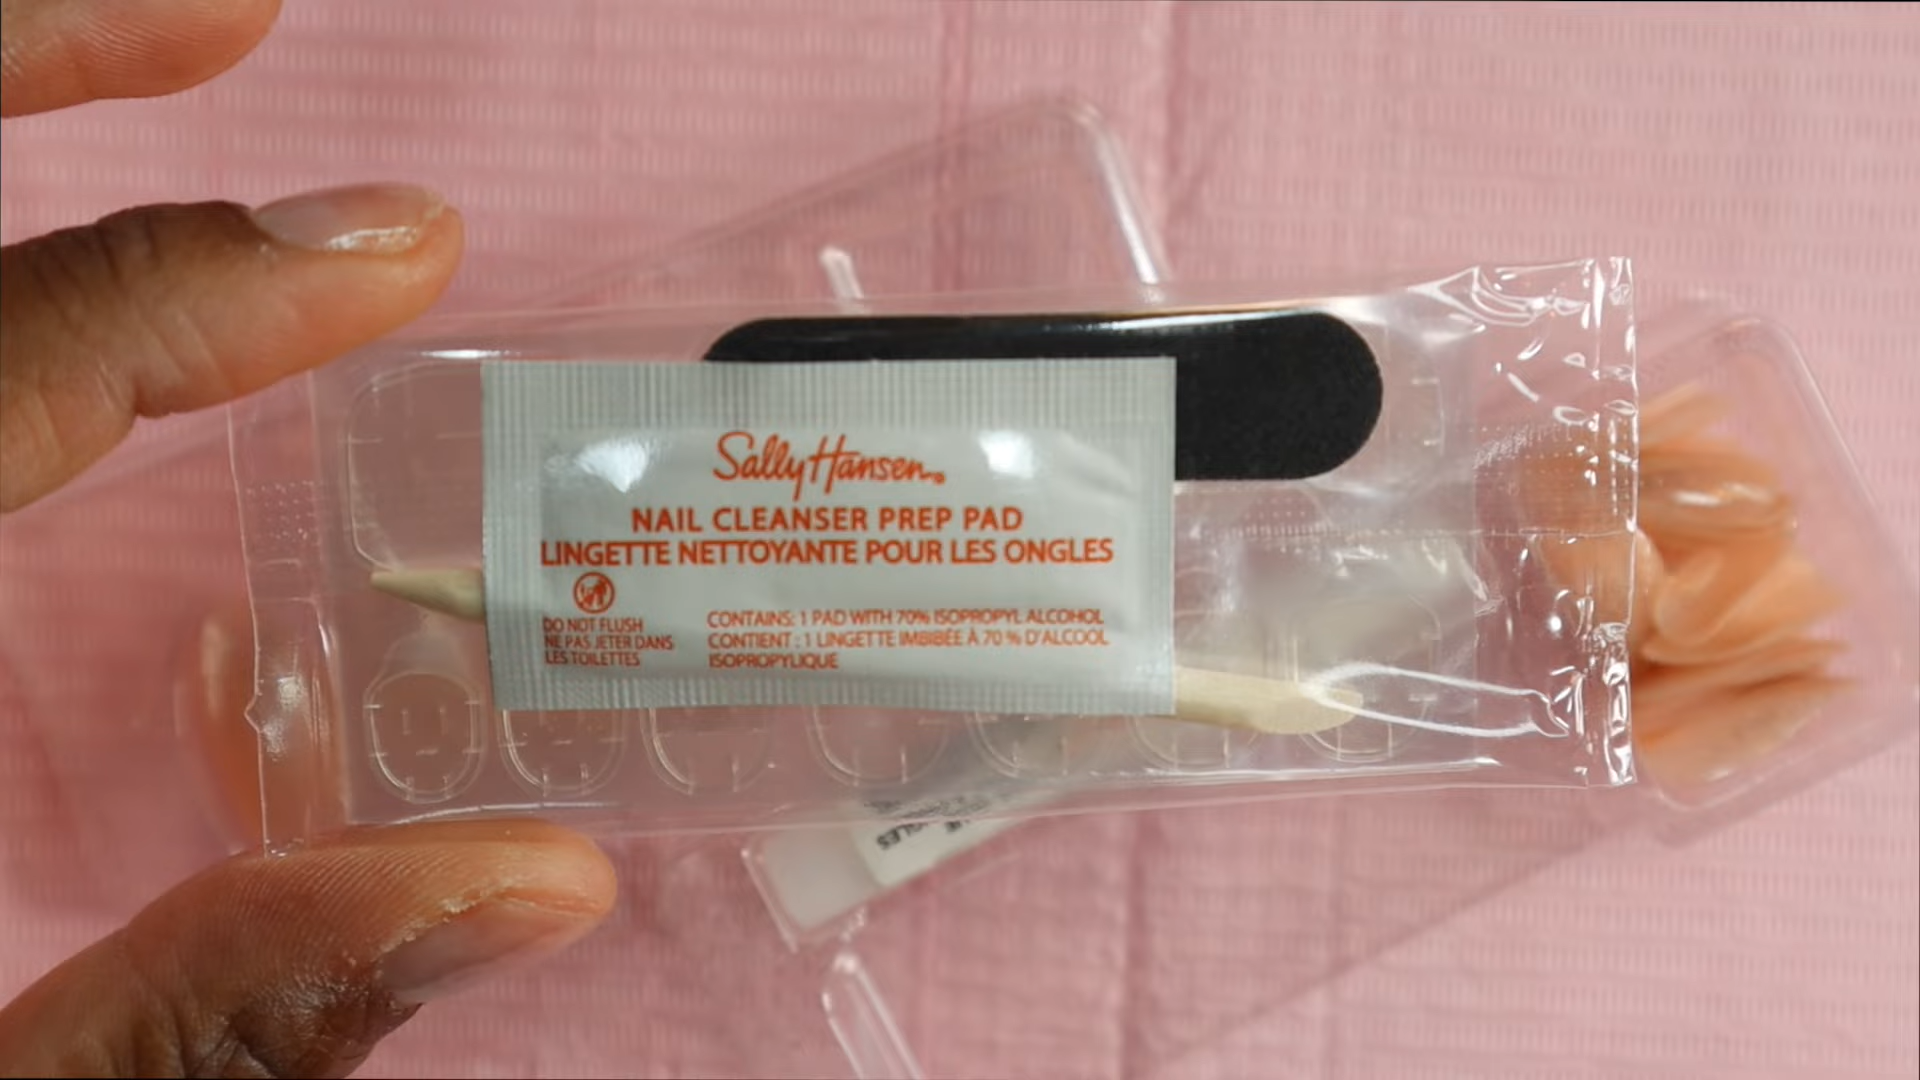 Sally Hansen®
NAIL CLEANSER PREP PAD
LINGETTE NETTOYANTE POUR LES ONGLES
DO NOT FLUSH
NE PAS JETER DANS
LES TOILETTES
CONTAINS: 1 PAD WITH 70% ISOPROPYL ALCOHOL
CONTIENT : 1 LINGETTE IMBIBÉE À 70 % D'ALCOOL
ISOPROPYLIQUE